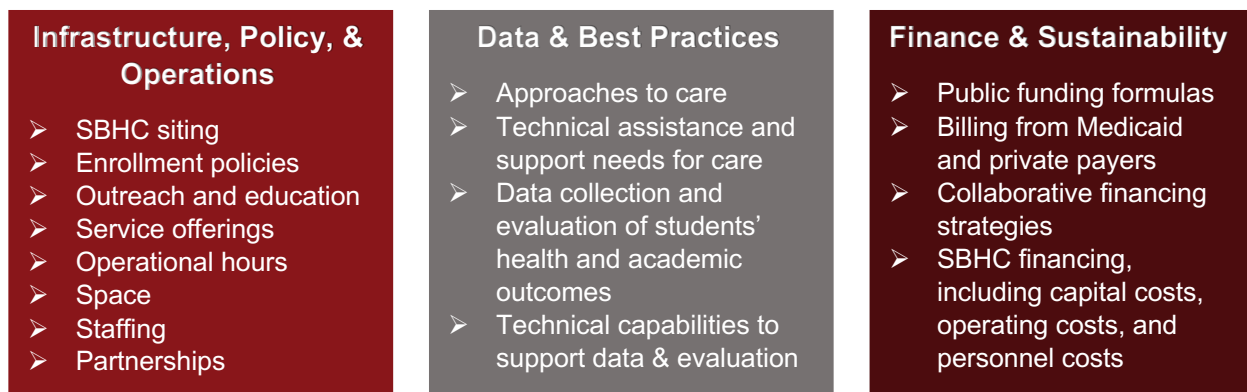 Infrastructure, Policy, &
Operations
➢ SBHC siting
➢ Enrollment policies
➢ Outreach and education
➢ Service offerings
➢ Operational hours
➢ Space
➢ Staffing
➢ Partnerships
Data & Best Practices
➢ Approaches to care
➢ Technical assistance and
support needs for care
➢ Data collection and
evaluation of students’
health and academic
outcomes
➢ Technical capabilities to
support data & evaluation
Finance & Sustainability
➢ Public funding formulas
➢ Billing from Medicaid
and private payers
➢ Collaborative financing
strategies
➢ SBHC financing,
including capital costs,
operating costs, and
personnel costs